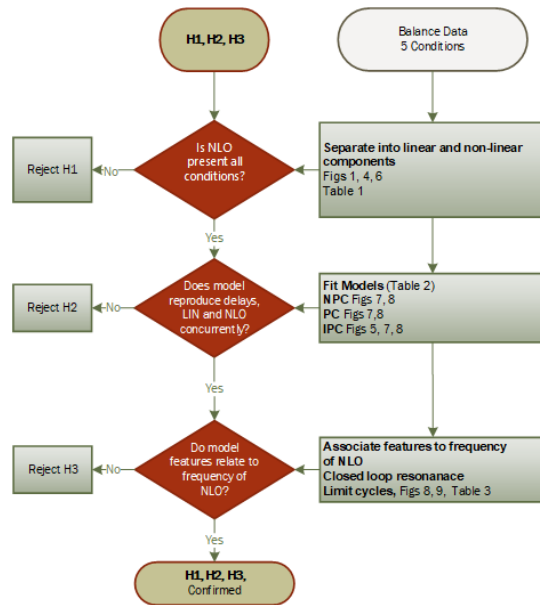 H1, H2, H3
Balance Data
5 Conditions
Is NLO
present all
conditions?
No
Reject H1
Separate into linear and non-linear
components
Figs 1, 4, 6
Table 1
Yes
Does model
reproduce delays,
LIN and NLO
concurrently?
No
Reject H2
Fit Models (Table 2)
NPC Figs 7, 8
PC Figs 7,8
IPC Figs 5, 7, 8
Yes
Do model
features relate to
frequency of
NLO?
No
Reject H3
Associate features to frequency
of NLO
Closed loop resonanace
Limit cycles, Figs 8, 9, Table 3
Yes
H1, H2, H3,
Confirmed